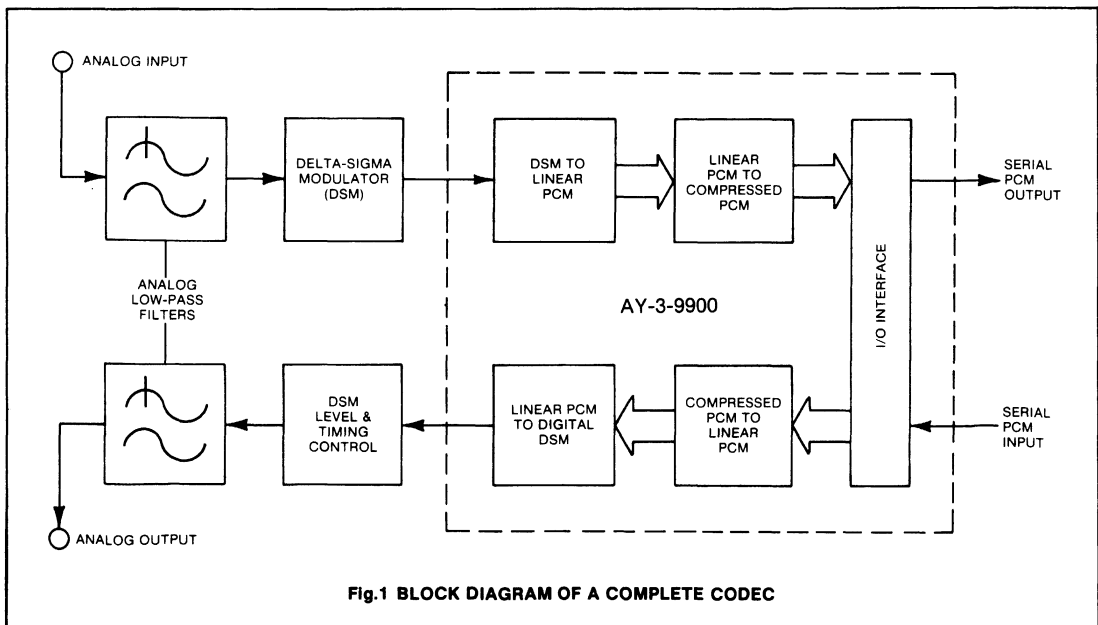 ANALOG INPUT
DELTA-SIGMA
MODULATOR
(DSM)
DSM TO
LINEAR
PCM
LINEAR
PCM TO
COMPRESSED
PCM
SERIAL
PCM
OUTPUT
ANALOG
LOW-PASS
FILTERS
AY-3-9900
I/O INTERFACE
DSM
LEVEL &
TIMING
CONTROL
LINEAR PCM
TO DIGITAL
DSM
COMPRESSED
PCM TO
LINEAR
PCM
SERIAL
PCM
INPUT
ANALOG OUTPUT
Fig.1 BLOCK DIAGRAM OF A COMPLETE CODEC